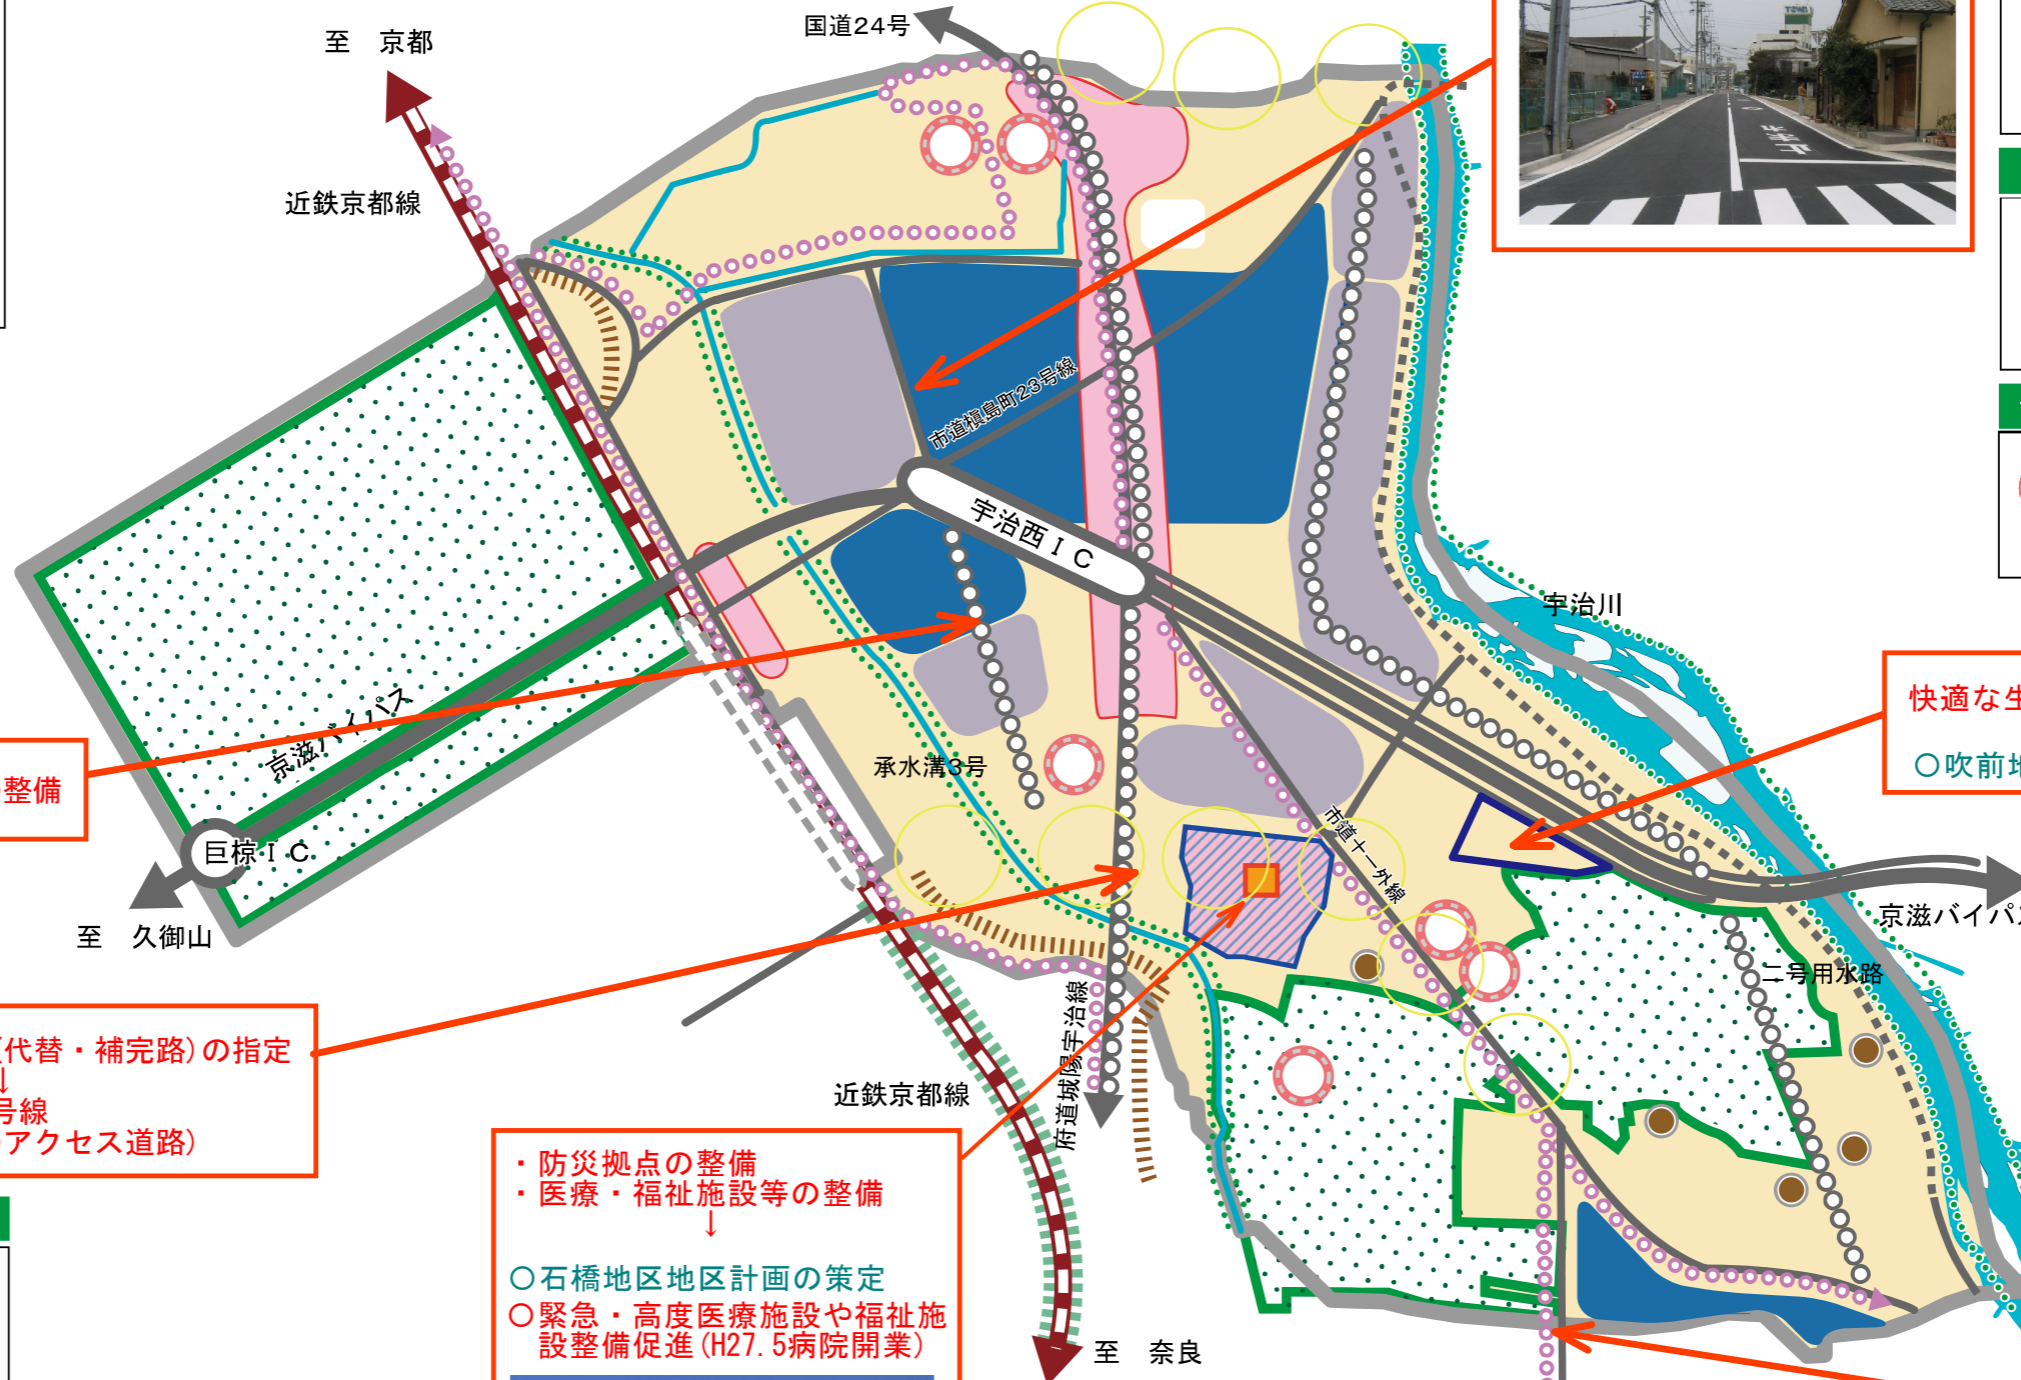 国道24号
至　京都
近鉄京都線
市道槇島町23号線
宇治西IC
宇治川
京滋バイパス
整備
承水溝3号
巨椋IC
市道十一外線
至　久御山
京滋バイパス
二号用水路
快適な生
○吹前地
(代替・補完路)の指定
↓
号線
アクセス道路)
府道城陽宇治線
近鉄京都線
・防災拠点の整備
・医療・福祉施設等の整備
↓
○石橋地区地区計画の策定
○緊急・高度医療施設や福祉施
設整備促進(H27.5病院開業)
至　奈良